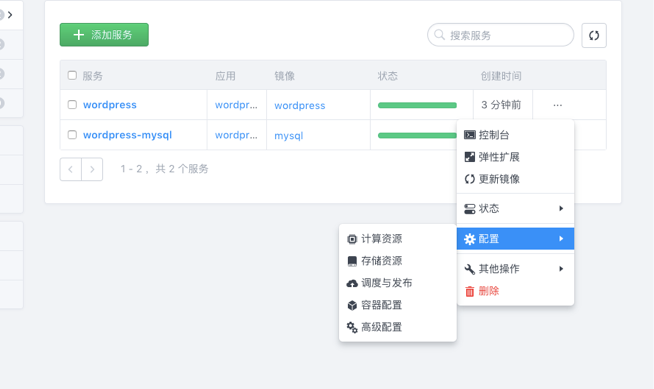 添加服务
搜索服务
服务 应用 镜像 状态 创建时间
wordpress wordpr... wordpress 3 分钟前 ...
wordpress-mysql wordpr... mysql
1 - 2 ，共 2 个服务
控制台
弹性扩展
更新镜像
状态
配置
其他操作
删除
计算资源
存储资源
调度与发布
容器配置
高级配置